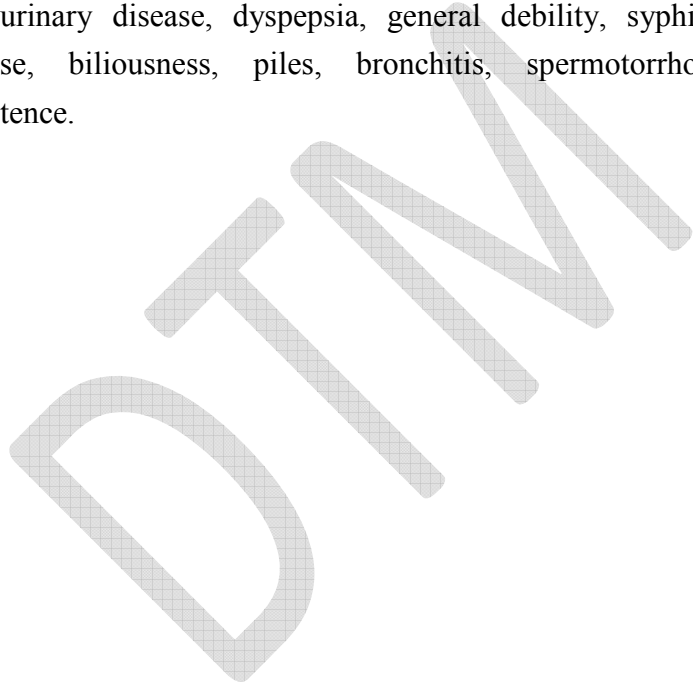 urinary disease, dyspepsia, general debility, syphi
se, biliousness, piles, bronchitis, spermotorrho
tence.
DTM